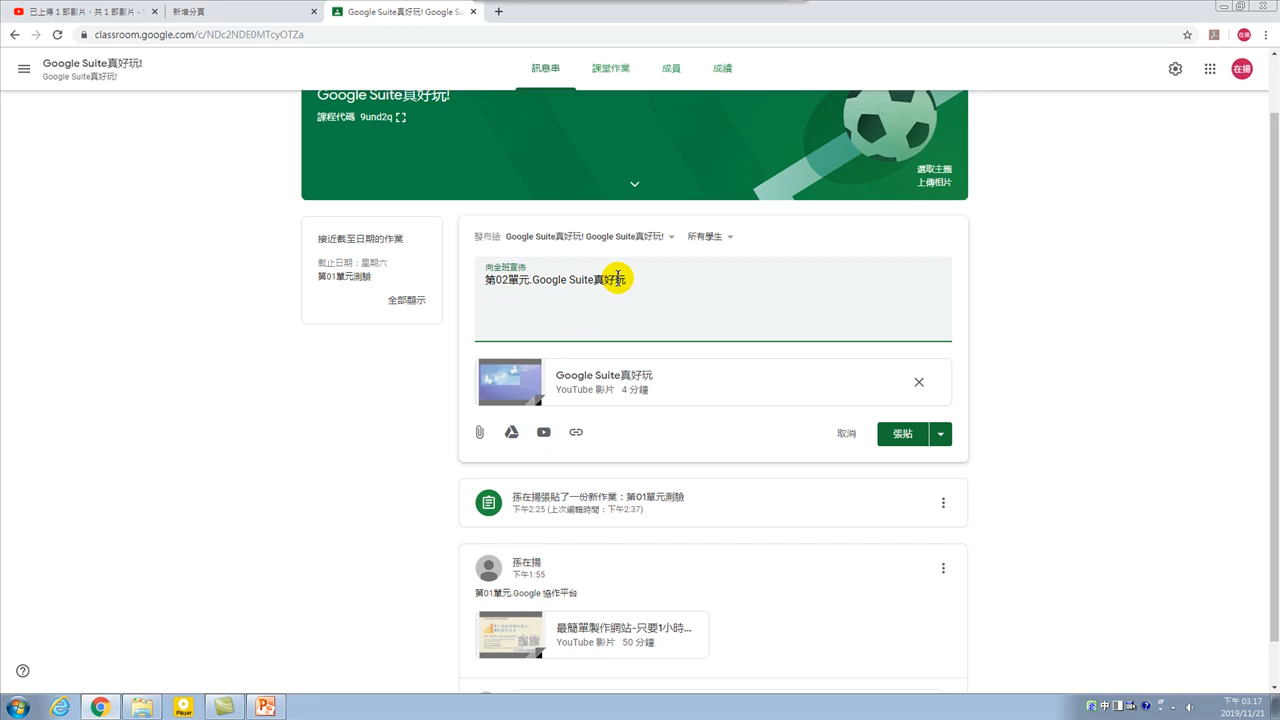 已上傳 1 部影片，共 1 部影片 - Y
新增分頁
Google Suite真好玩! Google Su
classroom.google.com/c/NDc2NDE0MTcyOTZa
在揚
Google Suite真好玩!
Google Suite真好玩!
訊息串
課堂作業
成員
成績
在揚
Google Suite真好玩!
課程代碼 9und2q
選取主題
上傳相片
接近截至日期的作業
截止日期：星期六
第01單元測驗
全部顯示
發布給 Google Suite真好玩! Google Suite真好玩! 所有學生
向全班宣佈
第02單元.Google Suite真好玩
Google Suite真好玩
YouTube 影片 4 分鐘
取消
張貼
孫在揚張貼了一份新作業：第01單元測驗
下午2:25 (上次編輯時間：下午2:37)
孫在揚
下午1:55
第01單元.Google 協作平台
最簡單製作網站-只要1小時...
YouTube 影片 50 分鐘
Player
中
下午 03:17
2019/11/21